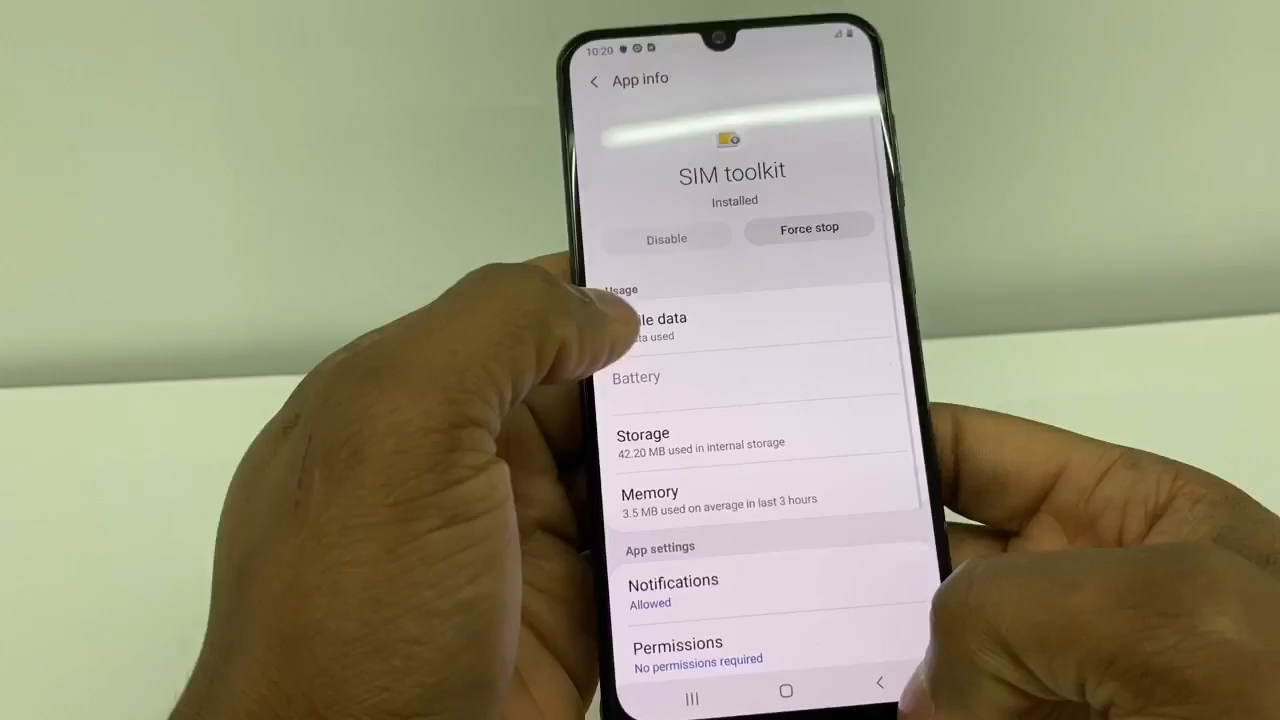 10:20
App info
SIM toolkit
Installed
Disable
Force stop
Usage
data
used
Battery
Storage
42.20 MB used in internal storage
Memory
3.5 MB used on average in last 3 hours
App settings
Notifications
Allowed
Permissions
No permissions required